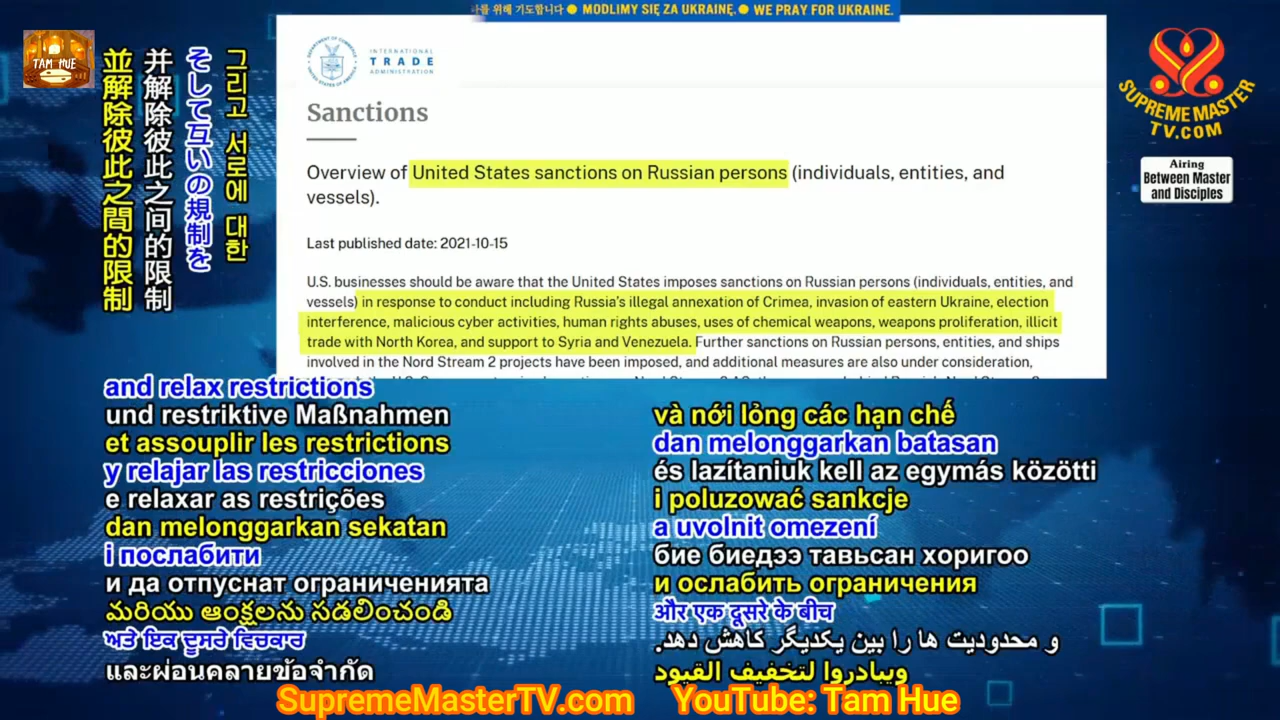 를 위해 기도합니다 ● MODLIMY SIĘ ZA UKRAINĘ. ● WE PRAY FOR UKRAINE.
TAM HUE
INTERNATIONAL
TRADE
ADMINISTRATION
SUPREME MASTER
TV.COM
Airing
Between Master
and Disciples
Sanctions
Overview of United States sanctions on Russian persons (individuals, entities, and
vessels).
Last published date: 2021-10-15
U.S. businesses should be aware that the United States imposes sanctions on Russian persons (individuals, entities, and
vessels) in response to conduct including Russia's illegal annexation of Crimea, invasion of eastern Ukraine, election
interference, malicious cyber activities, human rights abuses, uses of chemical weapons, weapons proliferation, illicit
trade with North Korea, and support to Syria and Venezuela. Further sanctions on Russian persons, entities, and ships
involved in the Nord Stream 2 projects have been imposed, and additional measures are also under consideration,
그리고 서로에 대한
そして互いの規制を
并解除彼此之间的限制
並解除彼此之間的限制
and relax restrictions
und restriktive Maßnahmen
et assouplir les restrictions
y relajar las restricciones
e relaxar as restrições
dan melonggarkan sekatan
і послабити
и да отпуснат ограниченията
మరియు ఆంక్షలను సడలించండి
ਅਤੇ ਇਕ ਦੂਸਰੇ ਵਿਚਕਾਰ
และผ่อนคลายข้อจำกัด
và nới lỏng các hạn chế
dan melonggarkan batasan
és lazítaniuk kell az egymás közötti
i poluzować sankcje
a uvolnit omezení
бие биедээ тавьсан хоригоо
и ослабить ограничения
और एक दूसरे के बीच
و محدودیت ها را بین یکدیگر کاهش دهد.
ويبادروا لتخفيف القيود
SupremeMasterTV.com YouTube: Tam Hue